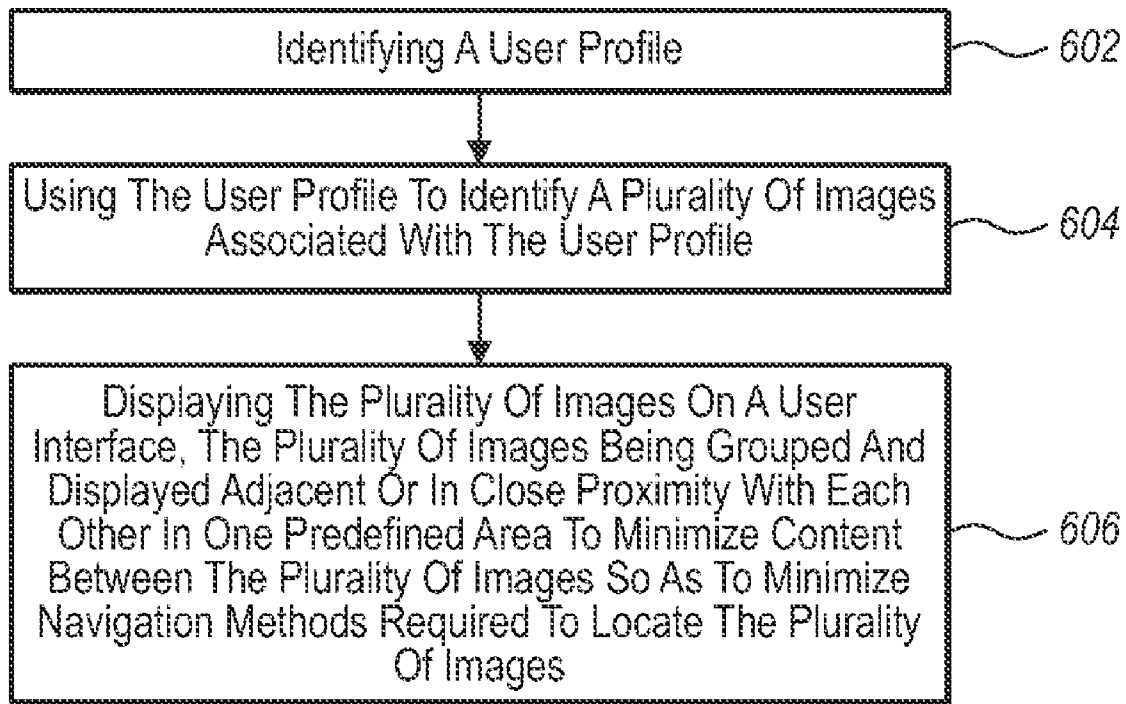 Identifying A User Profile
602
Using The User Profile To Identify A Plurality Of Images
Associated With The User Profile
604
Displaying The Plurality Of Images On A User
Interface, The Plurality Of Images Being Grouped And
Displayed Adjacent Or In Close Proximity With Each
Other In One Predefined Area To Minimize Content
Between The Plurality Of Images So As To Minimize
Navigation Methods Required To Locate The Plurality
Of Images
606